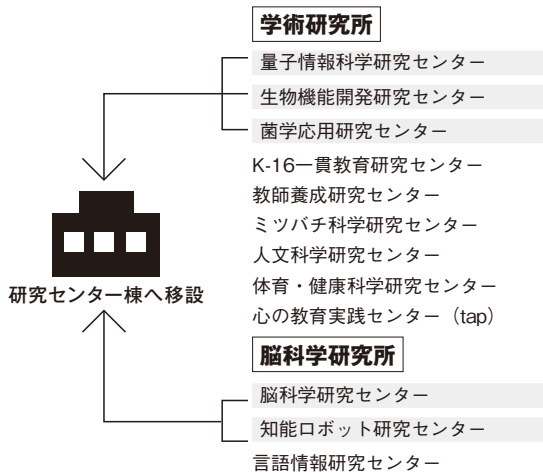 学術研究所
量子情報科学研究センター
生物機能開発研究センター
菌学応用研究センター
K-16一貫教育研究センター
教師養成研究センター
ミツバチ科学研究センター
人文科学研究センター
体育・健康科学研究センター
心の教育実践センター（tap）
研究センター棟へ移設
脳科学研究所
脳科学研究センター
知能ロボット研究センター
言語情報研究センター